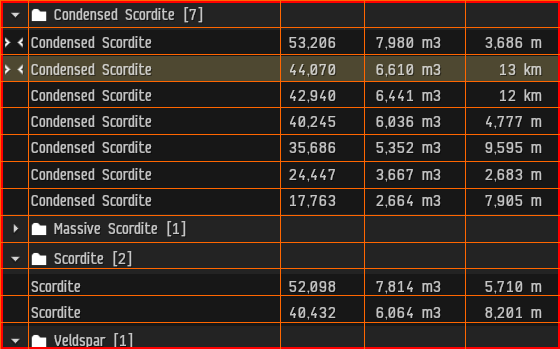 Condensed Scordite [7]
Condensed Scordite 53,206 7,980 m3 3,686 m
Condensed Scordite 44,070 6,610 m3 13 km
Condensed Scordite 42,940 6,441 m3 12 km
Condensed Scordite 40,245 6,036 m3 4,777 m
Condensed Scordite 35,686 5,352 m3 9,595 m
Condensed Scordite 24,447 3,667 m3 2,683 m
Condensed Scordite 17,763 2,664 m3 7,905 m
Massive Scordite [1]
Scordite [2]
Scordite 52,098 7,814 m3 5,710 m
Scordite 40,432 6,064 m3 8,201 m
Veldspar [1]